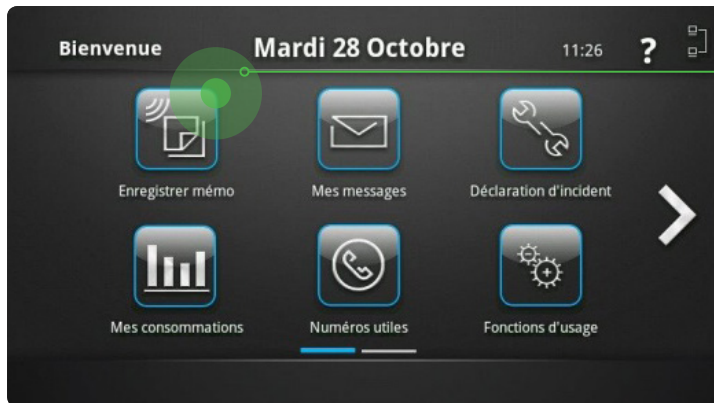 Bienvenue Mardi 28 Octobre 11:26 ?
Enregistrer mémo Mes messages Déclaration d'incident
Mes consommations Numéros utiles Fonctions d'usage